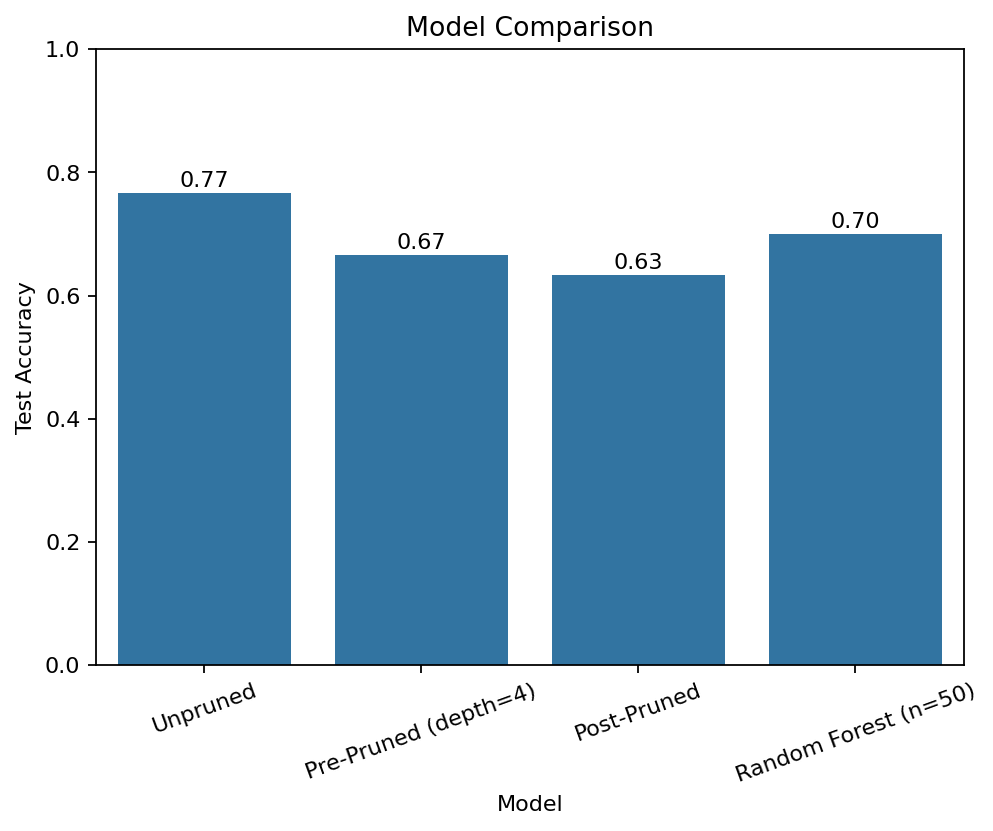 Model Comparison
Test Accuracy
1.0
0.8
0.6
0.4
0.2
0.0
0.77
0.67
0.63
0.70
Unpruned
Pre-Pruned (depth=4)
Post-Pruned
Random Forest (n=50)
Model